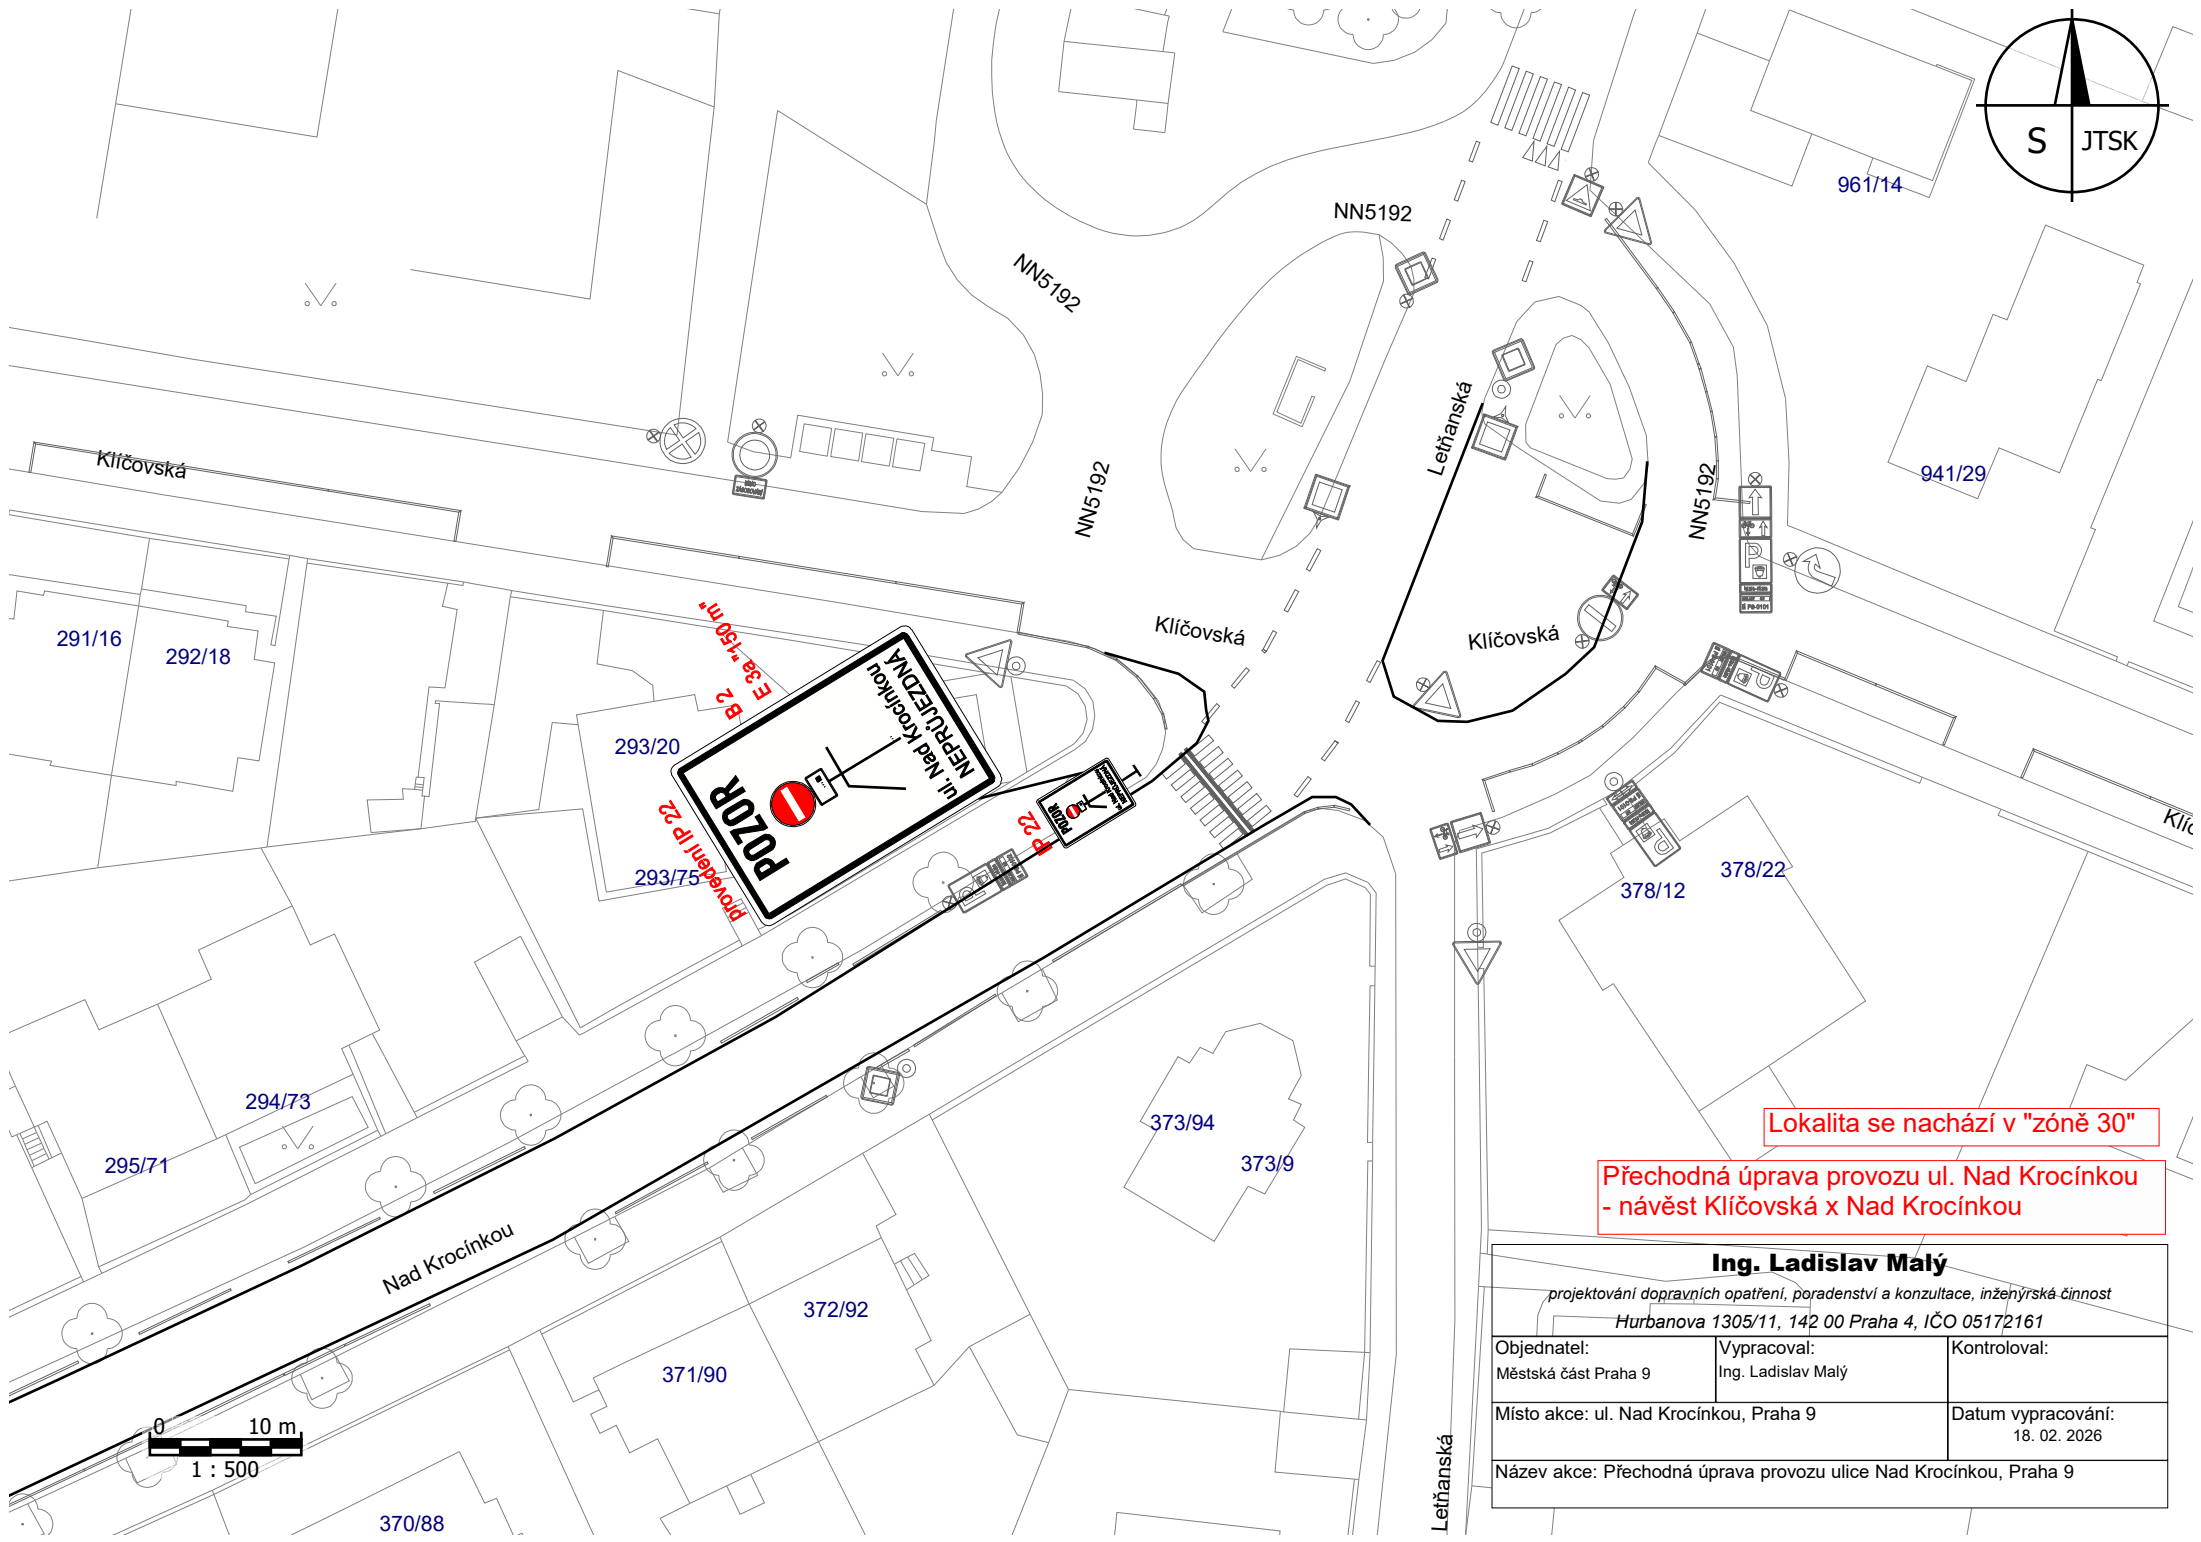 S JTSK
961/14
NN5192
NN5192
Letňanská
Klíčovská
941/29
NN5192
NN5192
Klíčovská
Klíčovská
291/16
292/18
B 2
E 3a "150 m"
293/20
POZOR
ul. Nad Krocínkou
NEPRŮJEZDNÁ
provedení IP 22
IP 22
POZOR
293/75
378/12
378/22
294/73
295/71
373/94
373/9
Nad Krocínkou
372/92
371/90
370/88
Letňanská
0 10 m
1 : 500
Lokalita se nachází v "zóně 30"
Přechodná úprava provozu ul. Nad Krocínkou
- návěst Klíčovská x Nad Krocínkou
Ing. Ladislav Malý
projektování dopravních opatření, poradenství a konzultace, inženýrská činnost
Hurbanova 1305/11, 142 00 Praha 4, IČO 05172161
Objednatel:
Městská část Praha 9
Vypracoval:
Ing. Ladislav Malý
Kontroloval:
Místo akce: ul. Nad Krocínkou, Praha 9
Datum vypracování:
18. 02. 2026
Název akce: Přechodná úprava provozu ulice Nad Krocínkou, Praha 9